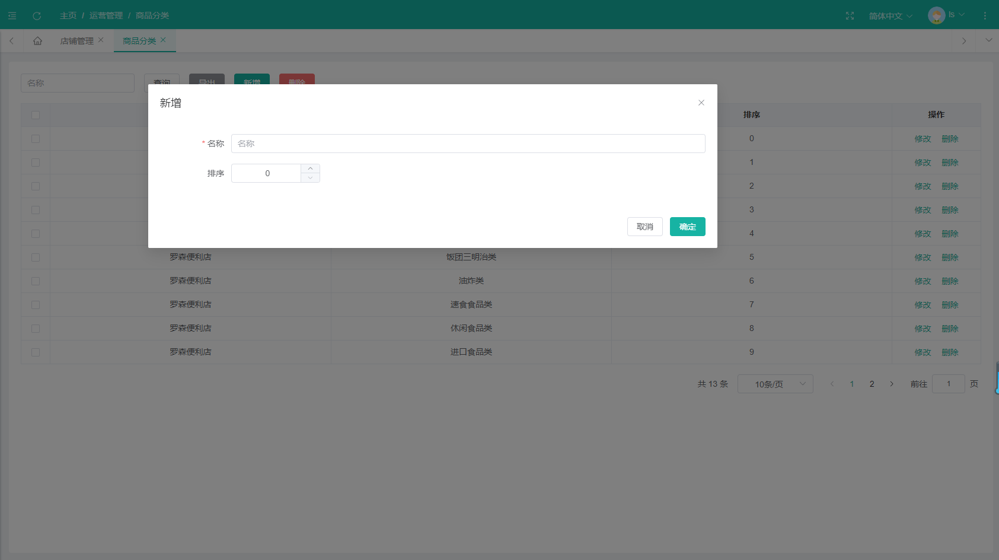 主页 / 运营管理 / 商品分类
简体中文
ls
店铺管理
商品分类
名称
查询
导出
新增
删除
新增
* 名称
名称
排序
0
取消
确定
排序 操作
0 修改 删除
1 修改 删除
2 修改 删除
3 修改 删除
4 修改 删除
罗森便利店 饭团三明治类 5 修改 删除
罗森便利店 油炸类 6 修改 删除
罗森便利店 速食食品类 7 修改 删除
罗森便利店 休闲食品类 8 修改 删除
罗森便利店 进口食品类 9 修改 删除
共 13 条 10条/页 1 2 前往 1 页